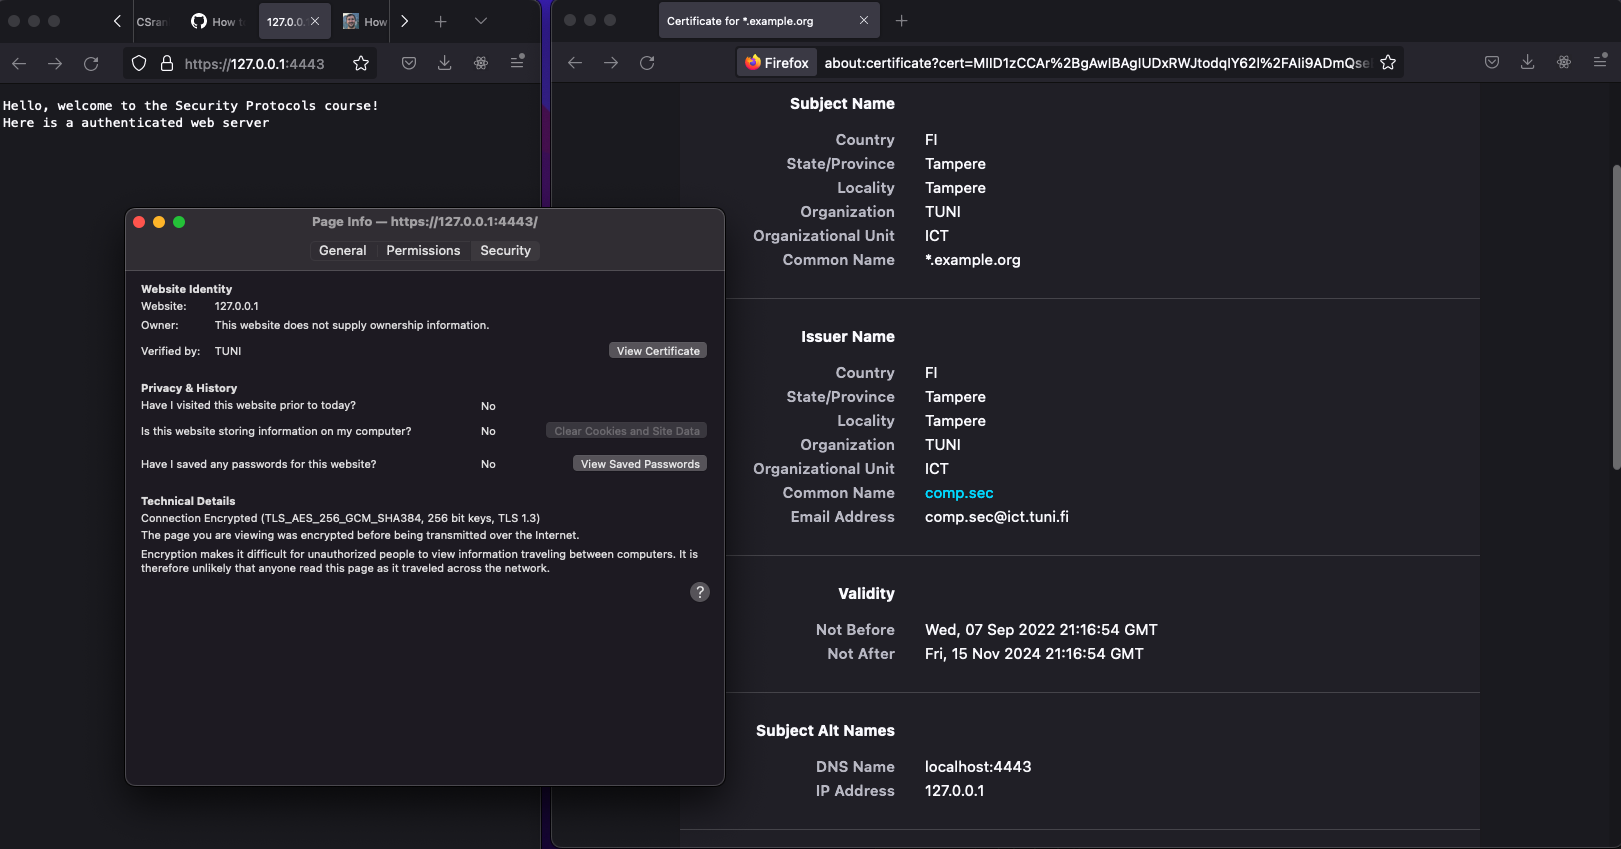 CSran
How to
127.0.0.
How
https://127.0.0.1:4443
Hello, welcome to the Security Protocols course!
Here is a authenticated web server
Page Info — https://127.0.0.1:4443/
General Permissions Security
Website Identity
Website: 127.0.0.1
Owner: This website does not supply ownership information.
Verified by: TUNI View Certificate
Privacy & History
Have I visited this website prior to today? No
Is this website storing information on my computer? No Clear Cookies and Site Data
Have I saved any passwords for this website? No View Saved Passwords
Technical Details
Connection Encrypted (TLS_AES_256_GCM_SHA384, 256 bit keys, TLS 1.3)
The page you are viewing was encrypted before being transmitted over the Internet.
Encryption makes it difficult for unauthorized people to view information traveling between computers. It is
therefore unlikely that anyone read this page as it traveled across the network.
?
Certificate for *.example.org
Firefox about:certificate?cert=MIID1zCCAr%2BgAwIBAgIUDxRWJtodqIY62I%2FAIi9ADmQse
Subject Name
Country FI
State/Province Tampere
Locality Tampere
Organization TUNI
Organizational Unit ICT
Common Name *.example.org
Issuer Name
Country FI
State/Province Tampere
Locality Tampere
Organization TUNI
Organizational Unit ICT
Common Name comp.sec
Email Address comp.sec@ict.tuni.fi
Validity
Not Before Wed, 07 Sep 2022 21:16:54 GMT
Not After Fri, 15 Nov 2024 21:16:54 GMT
Subject Alt Names
DNS Name localhost:4443
IP Address 127.0.0.1